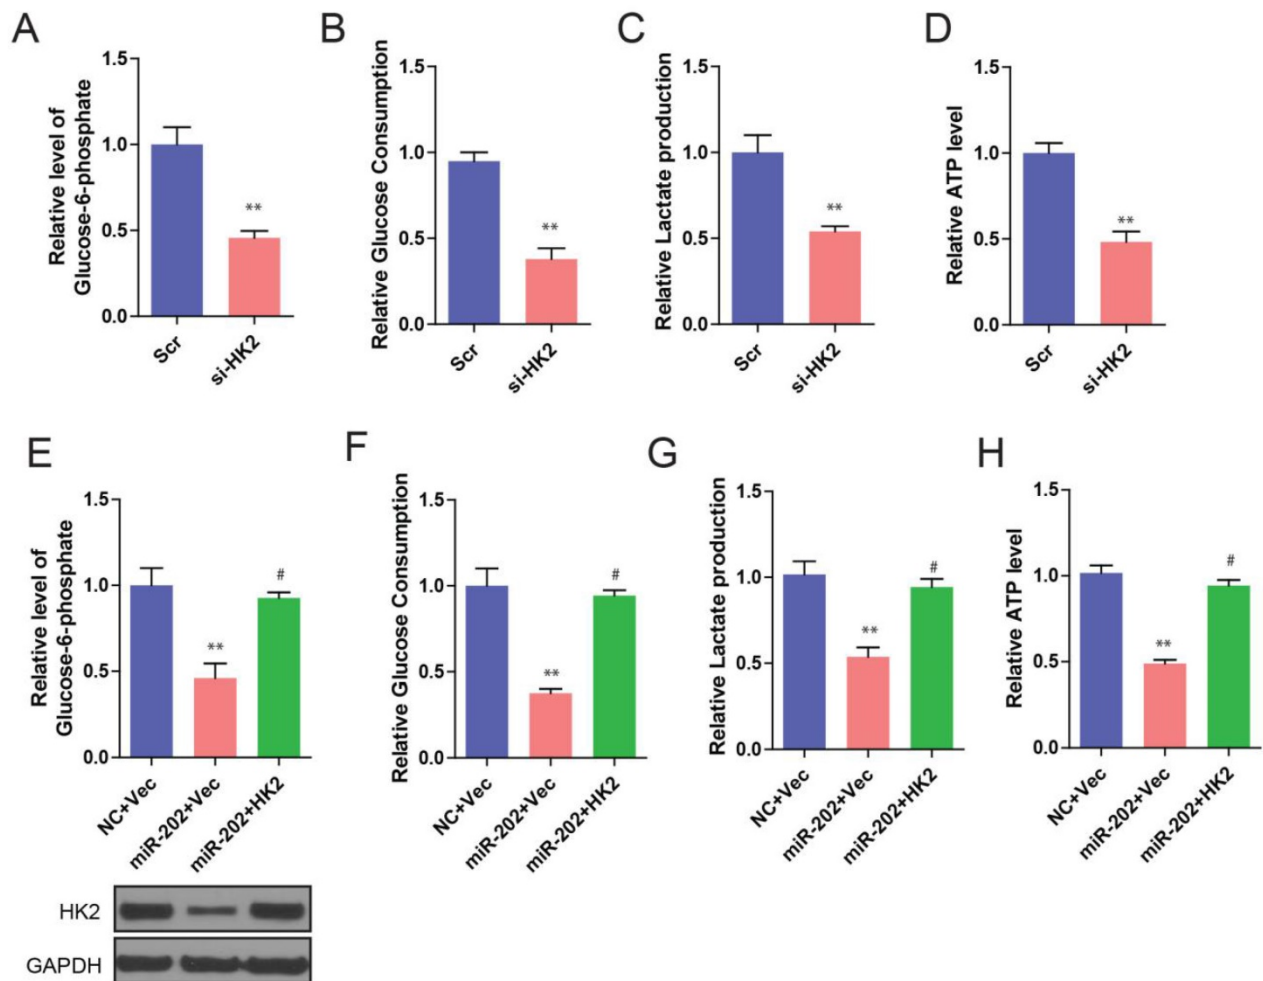 A
Relative level of
Glucose-6-phosphate
1.5
1.0
0.5
0.0
**
Scr
si-HK2
B
Relative Glucose Consumption
1.5
1.0
0.5
0.0
**
Scr
si-HK2
C
Relative Lactate production
1.5
1.0
0.5
0.0
**
Scr
si-HK2
D
Relative ATP level
1.5
1.0
0.5
0.0
**
Scr
si-HK2
E
Relative level of
Glucose-6-phosphate
1.5
1.0
0.5
0.0
**
#
NC+Vec
miR-202+Vec
miR-202+HK2
HK2
GAPDH
F
Relative Glucose Consumption
1.5
1.0
0.5
0.0
**
#
NC+Vec
miR-202+Vec
miR-202+HK2
G
Relative Lactate production
1.5
1.0
0.5
0.0
**
#
NC+Vec
miR-202+Vec
miR-202+HK2
H
Relative ATP level
1.5
1.0
0.5
0.0
**
#
NC+Vec
miR-202+Vec
miR-202+HK2